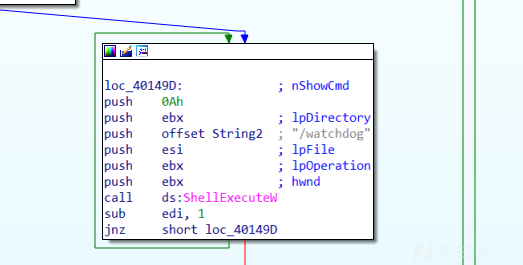 loc_40149D: ; nShowCmd
push 0Ah
push ebx ; lpDirectory
push offset String2 ; "/watchdog"
push esi ; lpFile
push ebx ; lpOperation
push ebx ; hwnd
call ds:ShellExecuteW
sub edi, 1
jnz short loc_40149D